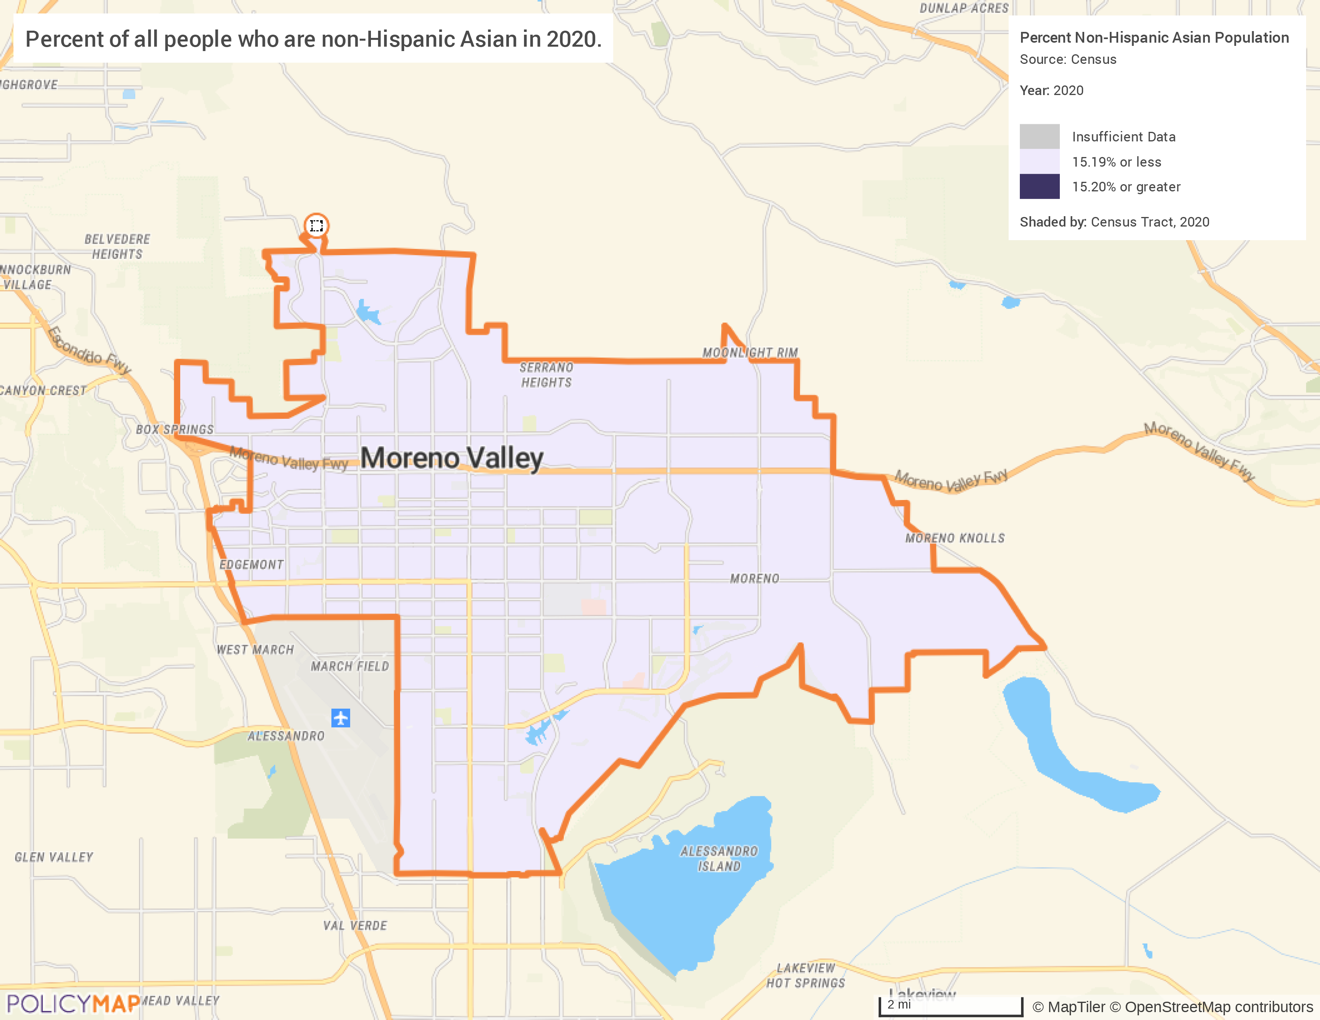 DUNLAP ACRES
Percent of all people who are non-Hispanic Asian in 2020.
Percent Non-Hispanic Asian Population
Source: Census
Year: 2020
Insufficient Data
15.19% or less
15.20% or greater
Shaded by: Census Tract, 2020
BELVEDERE
HEIGHTS
VILLAGE
Escondido Fwy
MOONLIGHT RIM
SERRANO
HEIGHTS
CANYON CREST
BOX SPRINGS
Moreno Valley Fwy
Moreno Valley
Moreno Valley Fwy
Moreno Valley Fwy
MORENO KNOLLS
EDGEMONT
MORENO
WEST MARCH
MARCH FIELD
ALESSANDRO
GLEN VALLEY
ALESSANDRO
ISLAND
VAL VERDE
LAKEVIEW
HOT SPRINGS
Lakeview
POLICYMAP
MEAD VALLEY
2 mi
© MapTiler © OpenStreetMap contributors